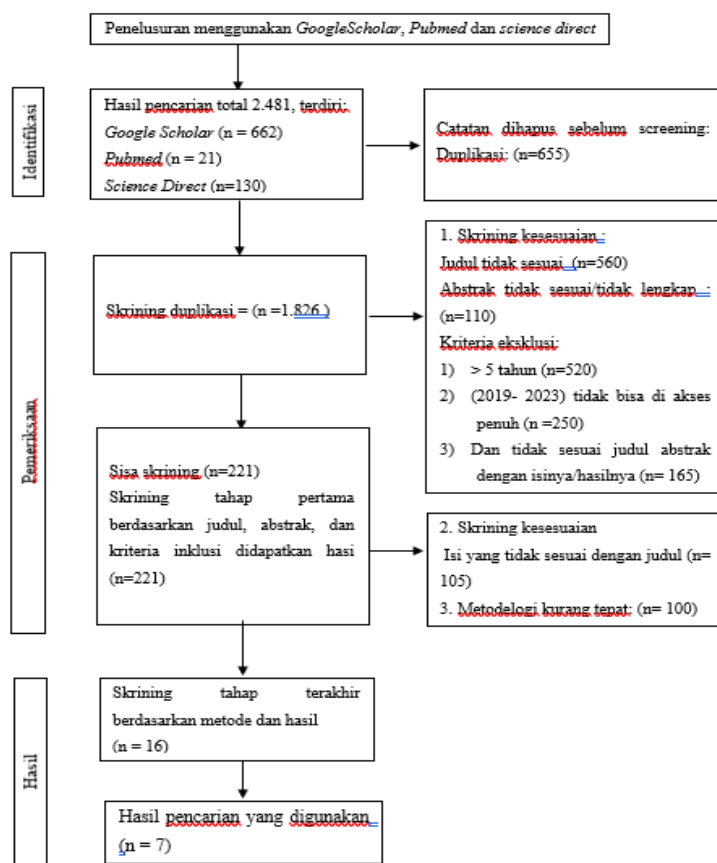 Penelusuran menggunakan GoogleScholar, Pubmed dan science direct
Identifikasi
Hasil pencarian total 2.481, terdiri:
Google Scholar (n = 662)
Pubmed (n = 21)
Science Direct (n=130)
Catatan dihapus sebelum screening:
Duplikasi: (n=655)
Pemeriksaan
Skrining duplikasi = (n =1.826 )
1. Skrining kesesuaian :
Judul tidak sesuai (n=560)
Abstrak tidak sesuai/tidak lengkap :
(n=110)
Kriteria eksklusi:
1) > 5 tahun (n=520)
2) (2019- 2023) tidak bisa di akses
penuh (n =250)
3) Dan tidak sesuai judul abstrak
dengan isinya/hasilnya (n= 165)
Sisa skrining (n=221)
Skrining tahap pertama
berdasarkan judul, abstrak, dan
kriteria inklusi didapatkan hasi
(n=221)
2. Skrining kesesuaian
Isi yang tidak sesuai dengan judul (n=
105)
3. Metodelogi kurang tepat: (n= 100)
Hasil
Skrining tahap terakhir
berdasarkan metode dan hasil
(n = 16)
Hasil pencarian yang digunakan
(n = 7)